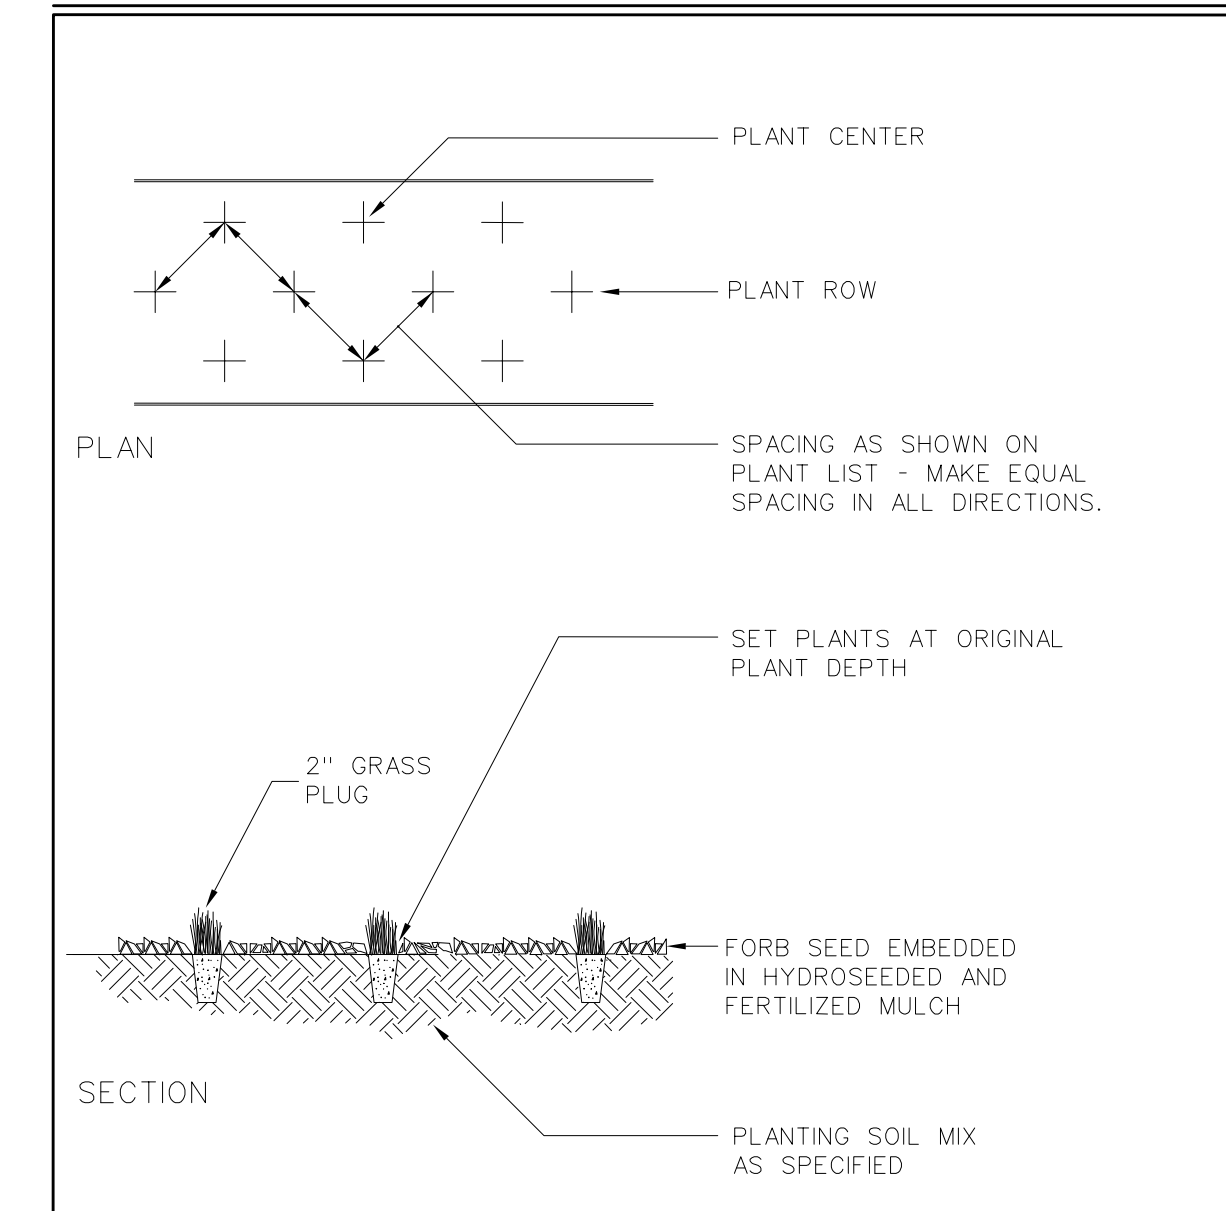 PLANT CENTER
PLANT ROW
PLAN
SPACING AS SHOWN ON
PLANT LIST - MAKE EQUAL
SPACING IN ALL DIRECTIONS.
SET PLANTS AT ORIGINAL
PLANT DEPTH
2" GRASS
PLUG
FORB SEED EMBEDDED
IN HYDROSEEDED AND
FERTILIZED MULCH
SECTION
PLANTING SOIL MIX
AS SPECIFIED